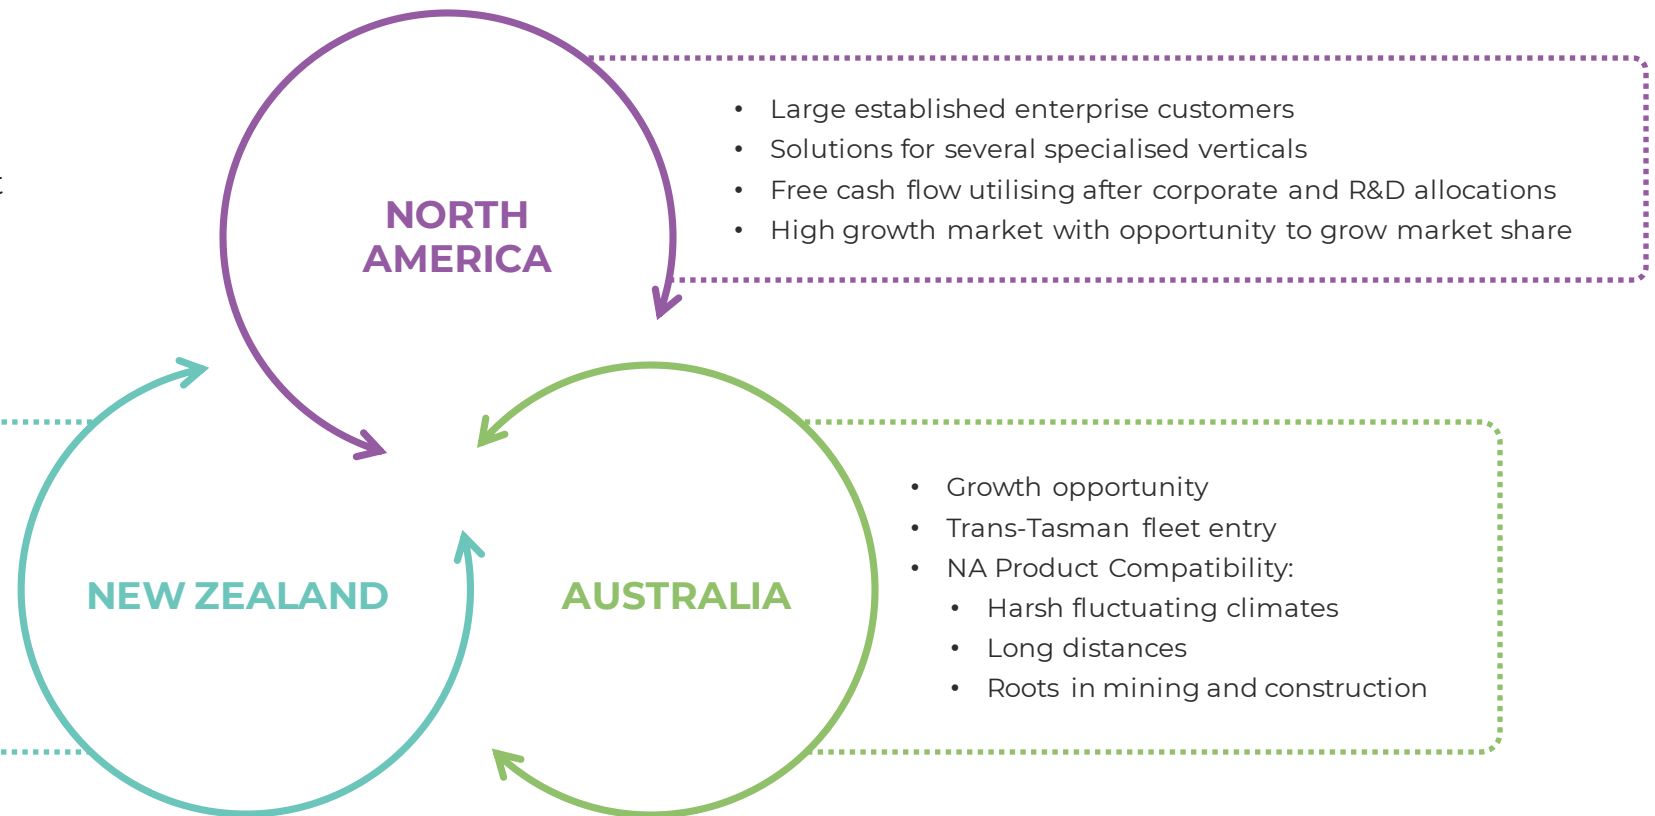 NORTH
AMERICA
• Large established enterprise customers
• Solutions for several specialised verticals
• Free cash flow utilising after corporate and R&D allocations
• High growth market with opportunity to grow market share
NEW ZEALAND
AUSTRALIA
• Growth opportunity
• Trans-Tasman fleet entry
• NA Product Compatibility:
• Harsh fluctuating climates
• Long distances
• Roots in mining and construction